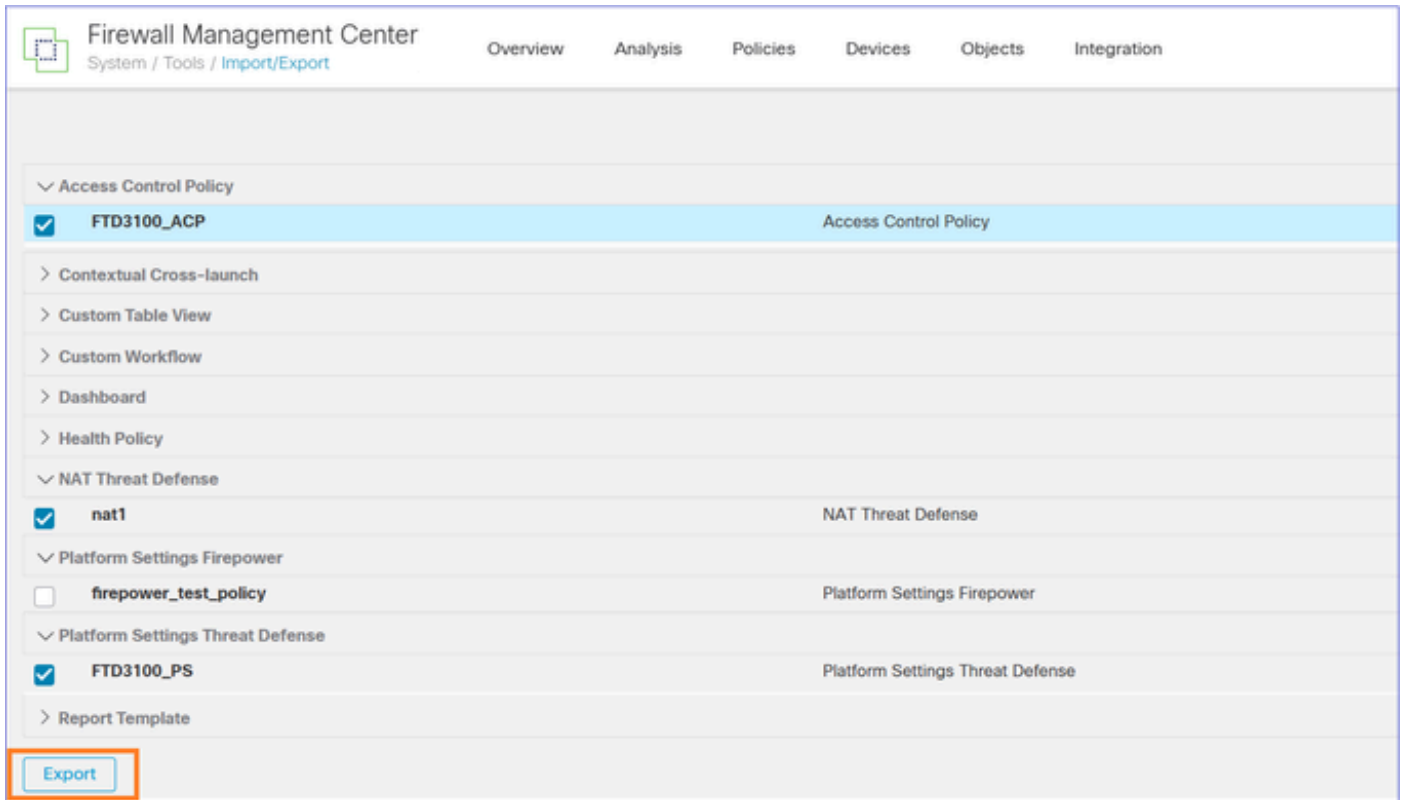 Firewall Management Center
System / Tools / Import/Export
Overview Analysis Policies Devices Objects Integration
Access Control Policy
FTD3100_ACP Access Control Policy
Contextual Cross-launch
Custom Table View
Custom Workflow
Dashboard
Health Policy
NAT Threat Defense
nat1 NAT Threat Defense
Platform Settings Firepower
firepower_test_policy Platform Settings Firepower
Platform Settings Threat Defense
FTD3100_PS Platform Settings Threat Defense
Report Template
Export